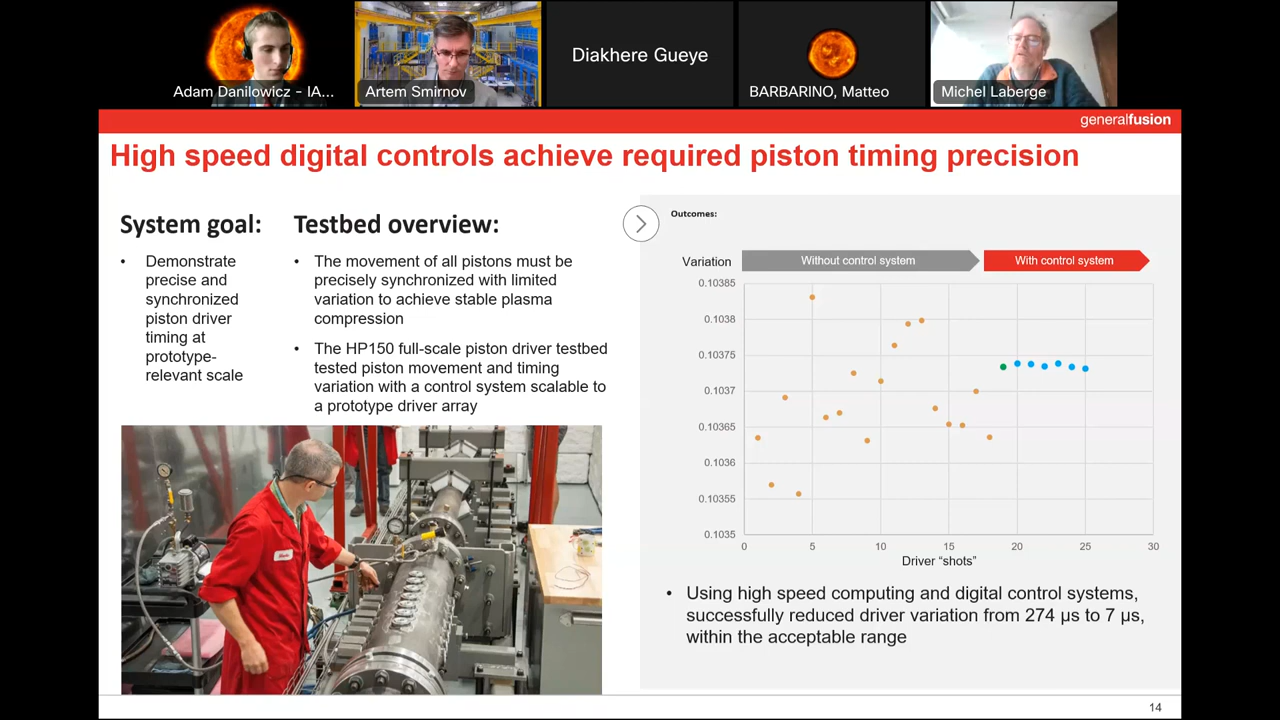 Adam Danilowicz - IA...
Artem Smirnov
Diakhere Gueye
BARBARINO, Matteo
Michel Laberge
generalfusion
High speed digital controls achieve required piston timing precision
System goal:
• Demonstrate
precise and
synchronized
piston driver
timing at
prototype-
relevant scale
Testbed overview:
• The movement of all pistons must be
precisely synchronized with limited
variation to achieve stable plasma
compression
• The HP150 full-scale piston driver testbed
tested piston movement and timing
variation with a control system scalable to
a prototype driver array
Outcomes:
Variation
Without control system
With control system
0.10385
0.1038
0.10375
0.1037
0.10365
0.1036
0.10355
0.1035
0 5 10 15 20 25 30
Driver “shots”
• Using high speed computing and digital control systems,
successfully reduced driver variation from 274 µs to 7 µs,
within the acceptable range
14